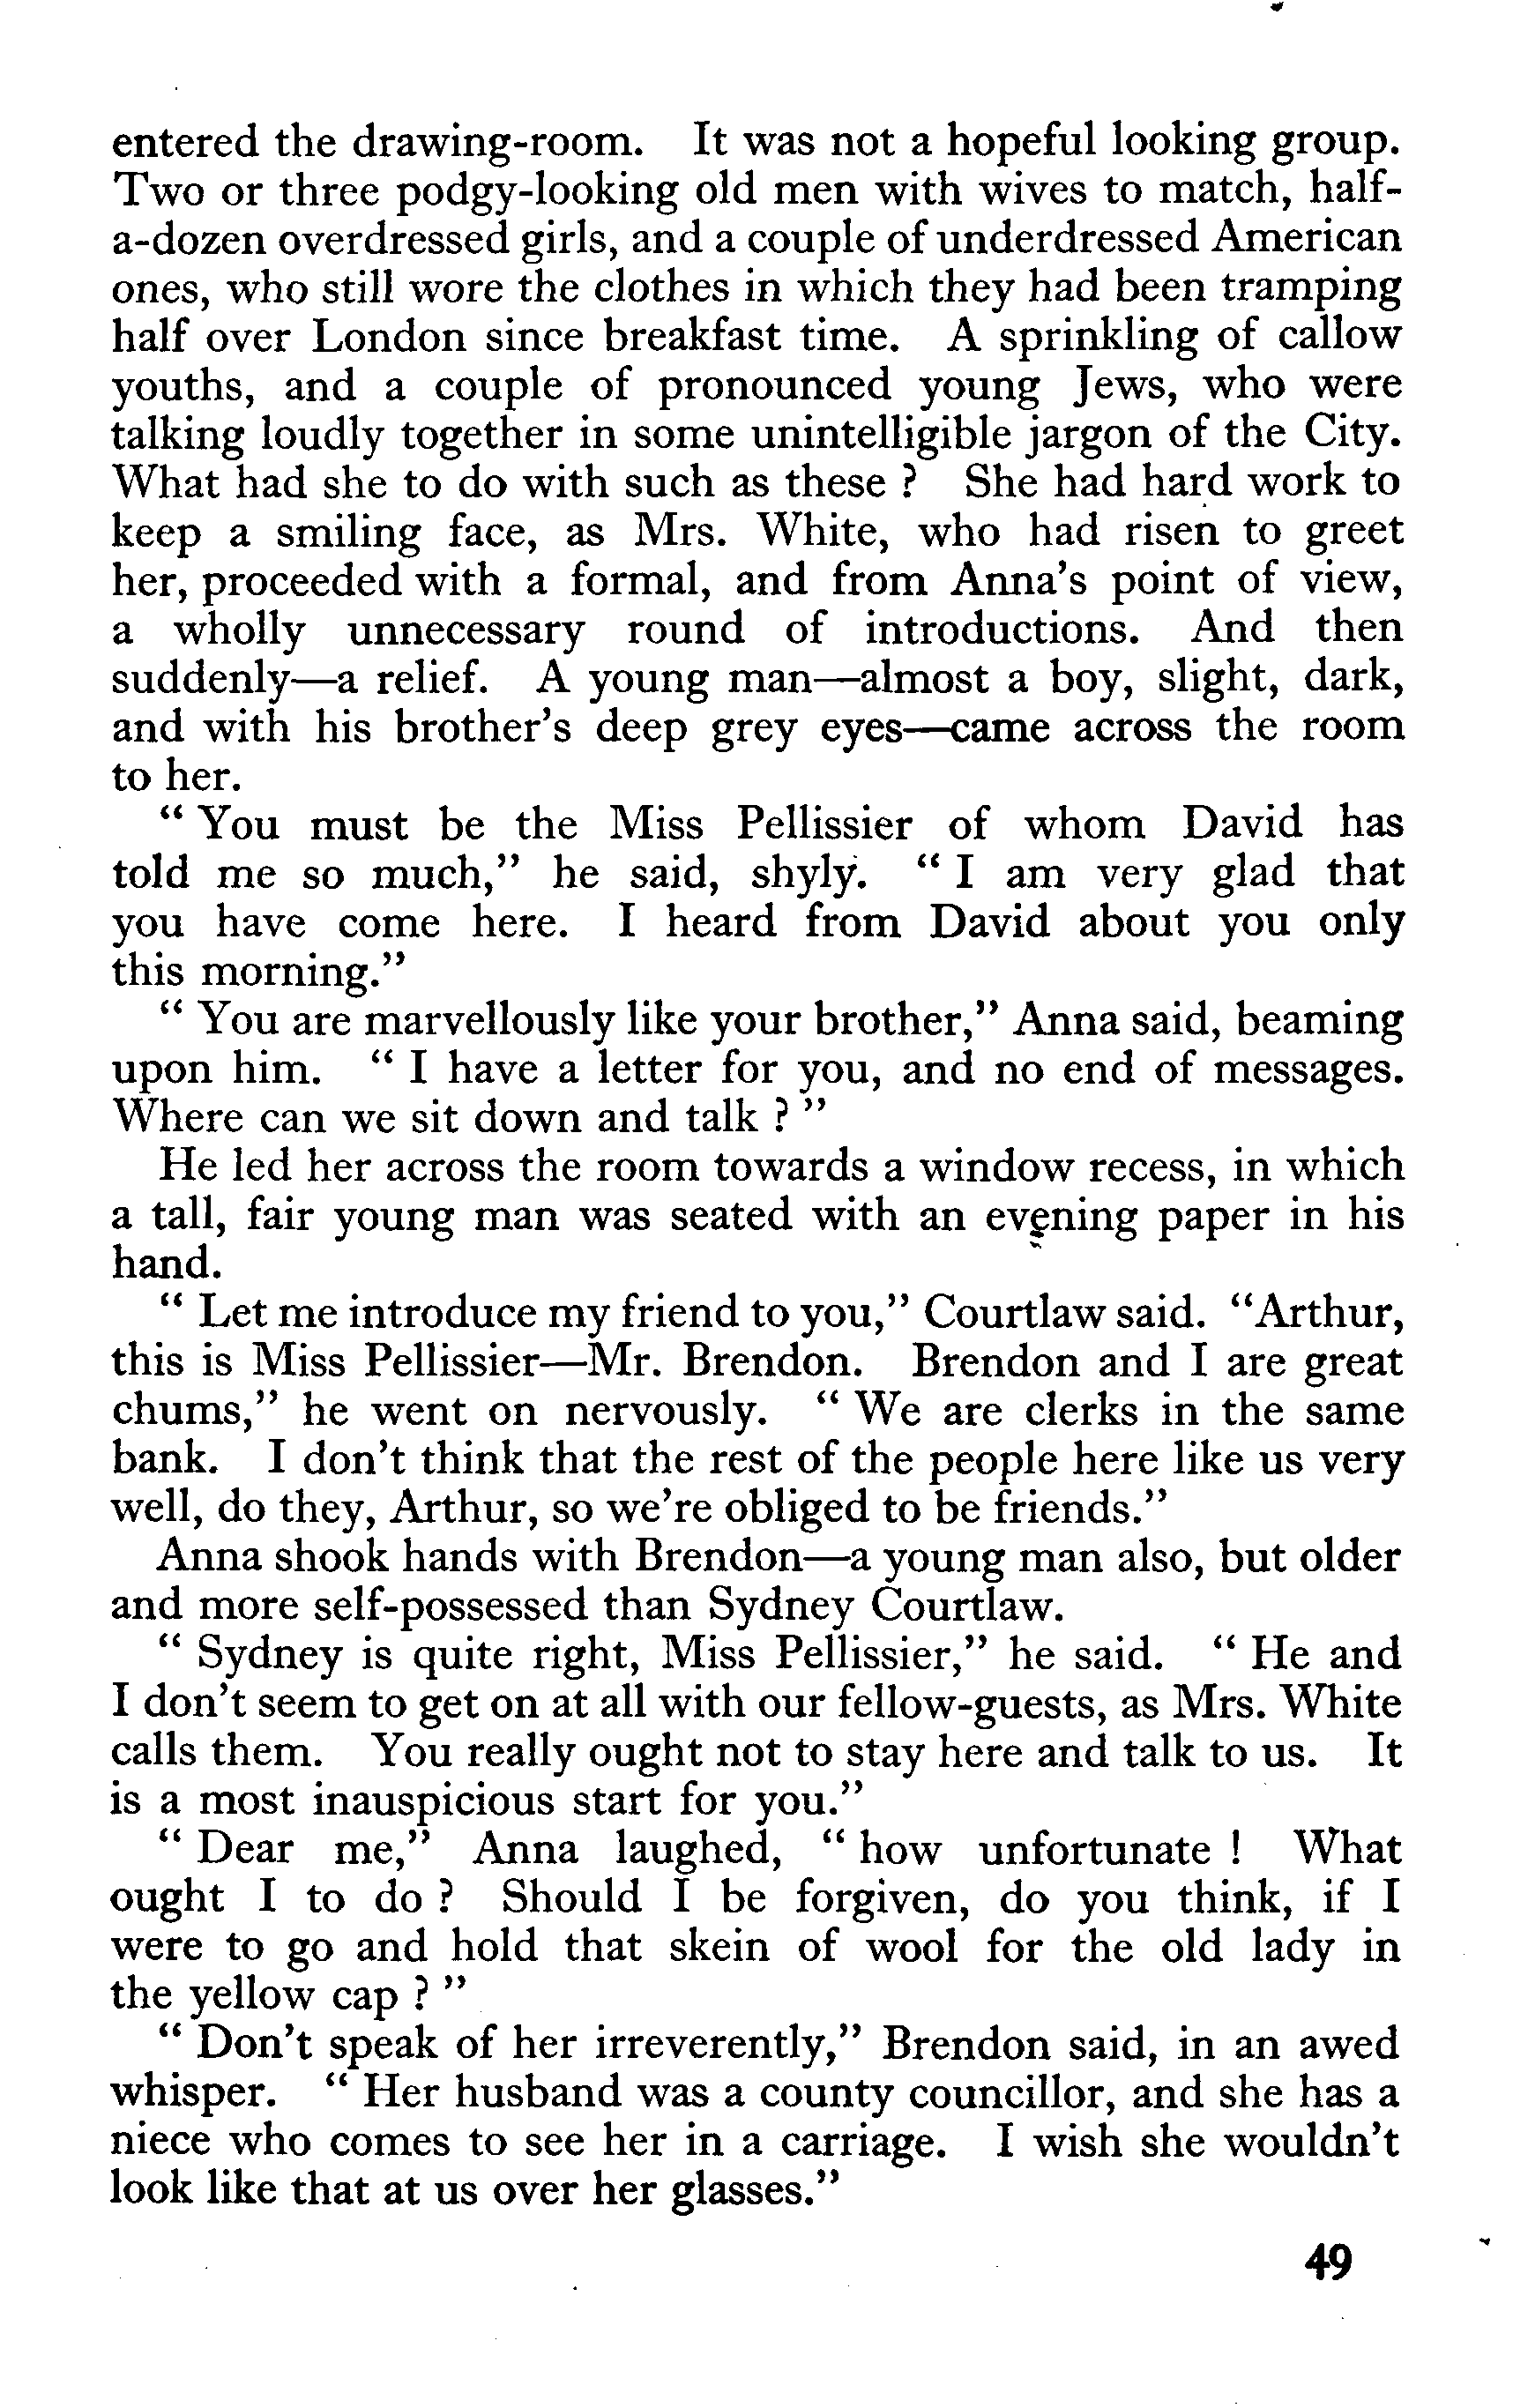 entered the drawing-room. It was not a hopeful looking group.
Two or three podgy-looking old men with wives to match, half-
a-dozen overdressed girls, and a couple of underdressed American
ones, who still wore the clothes in which they had been tramping
half over London since breakfast time. A sprinkling of callow
youths, and a couple of pronounced young Jews, who were
talking loudly together in some unintelligible jargon of the City.
What had she to do with such as these ? She had hard work to
keep a smiling face, as Mrs. White, who had risen to greet
her, proceeded with a formal, and from Anna's point of view,
a wholly unnecessary round of introductions. And then
suddenly—a relief. A young man—almost a boy, slight, dark,
and with his brother's deep grey eyes—came across the room
to her.
“ You must be the Miss Pellissier of whom David has
told me so much,” he said, shyly. “ I am very glad that
you have come here. I heard from David about you only
this morning.”
“ You are marvellously like your brother,” Anna said, beaming
upon him. “ I have a letter for you, and no end of messages.
Where can we sit down and talk ? ”
He led her across the room towards a window recess, in which
a tall, fair young man was seated with an evening paper in his
hand.
“ Let me introduce my friend to you,” Courtlaw said. “Arthur,
this is Miss Pellissier—Mr. Brendon. Brendon and I are great
chums,” he went on nervously. “ We are clerks in the same
bank. I don't think that the rest of the people here like us very
well, do they, Arthur, so we're obliged to be friends.”
Anna shook hands with Brendon—a young man also, but older
and more self-possessed than Sydney Courtlaw.
“ Sydney is quite right, Miss Pellissier,” he said. “ He and
I don't seem to get on at all with our fellow-guests, as Mrs. White
calls them. You really ought not to stay here and talk to us. It
is a most inauspicious start for you.”
“ Dear me,” Anna laughed, “ how unfortunate ! What
ought I to do ? Should I be forgiven, do you think, if I
were to go and hold that skein of wool for the old lady in
the yellow cap ? ”
“ Don't speak of her irreverently,” Brendon said, in an awed
whisper. “ Her husband was a county councillor, and she has a
niece who comes to see her in a carriage. I wish she wouldn't
look like that at us over her glasses.”
49